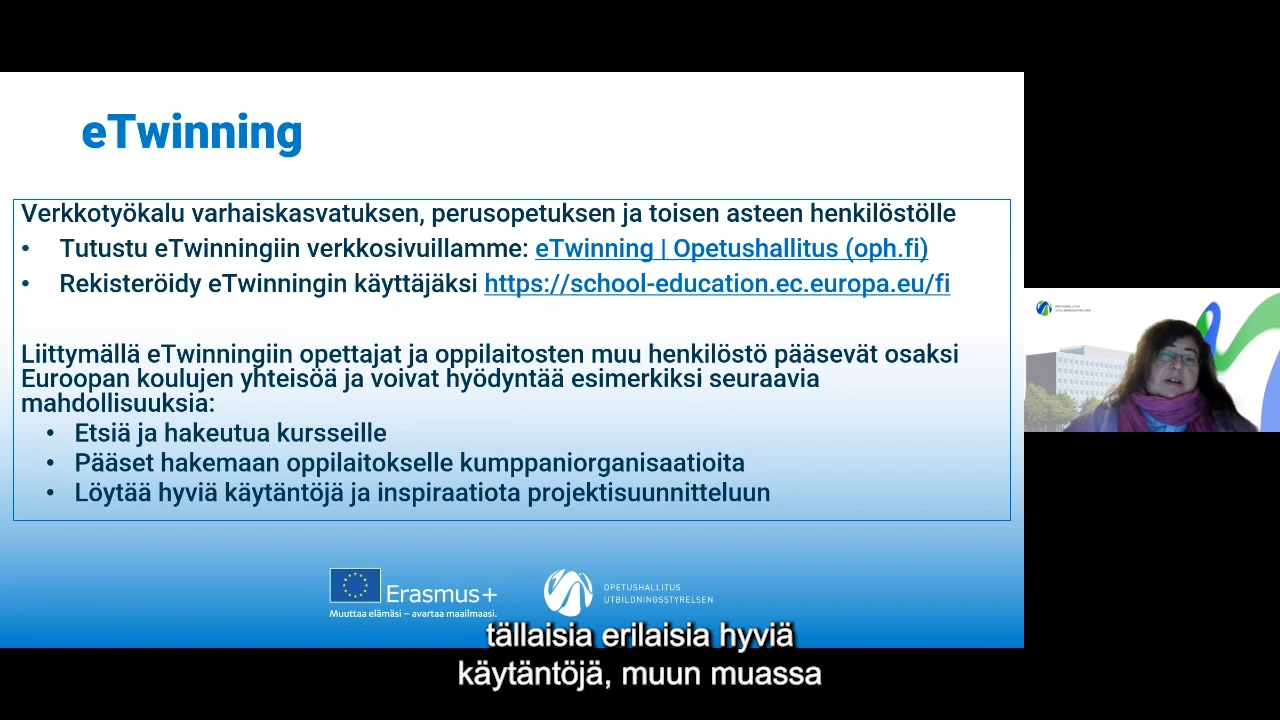 eTwinning
Verkkotyökalu varhaiskasvatuksen, perusopetuksen ja toisen asteen henkilöstölle
• Tutustu eTwinningiin verkkosivuillamme: eTwinning | Opetushallitus (oph.fi)
• Rekisteröidy eTwinningin käyttäjäksi https://school-education.ec.europa.eu/fi
Liittymällä eTwinningiin opettajat ja oppilaitosten muu henkilöstö pääsevät osaksi
Euroopan koulujen yhteisöä ja voivat hyödyntää esimerkiksi seuraavia
mahdollisuuksia:
• Etsiä ja hakeutua kursseille
• Pääset hakemaan oppilaitokselle kumppaniorganisaatioita
• Löytää hyviä käytäntöjä ja inspiraatiota projektisuunnitteluun
Erasmus+
Muuttaa elämäsi – avartaa maailmaasi.
OPETUSHALLITUS
UTBILDNINGSSTYRELSEN
OPETUSHALLITUS
UTBILDNINGSSTYRELSEN
tällaisia erilaisia hyviä
käytäntöjä, muun muassa